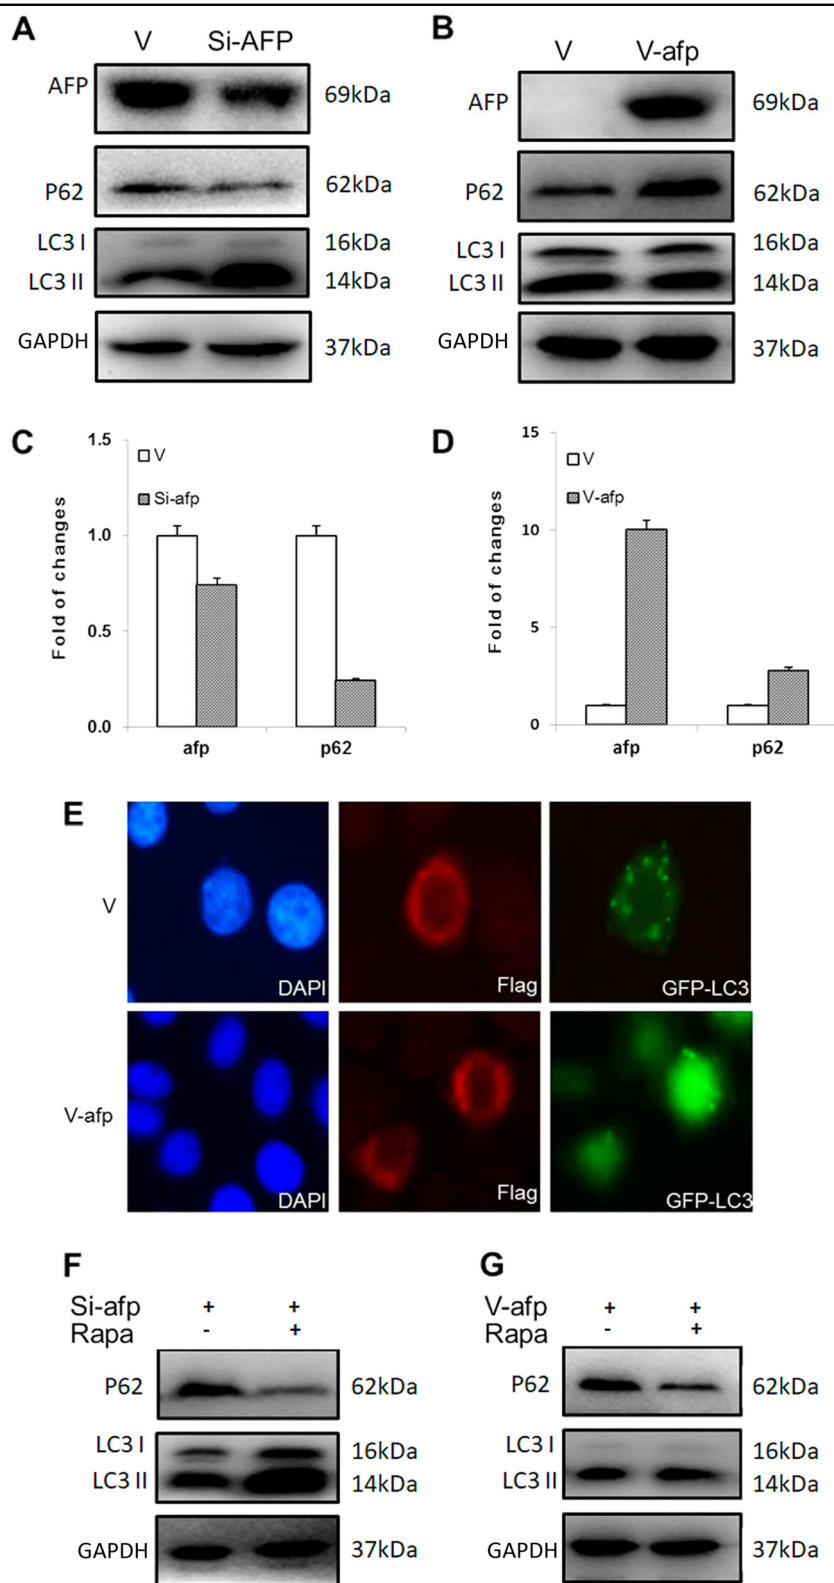 A
V Si-AFP
AFP 69kDa
P62 62kDa
LC3 I 16kDa
LC3 II 14kDa
GAPDH 37kDa
B
V V-afp
AFP 69kDa
P62 62kDa
LC3 I 16kDa
LC3 II 14kDa
GAPDH 37kDa
C
Fold of changes
1.5
1.0
0.5
0.0
V
Si-afp
afp p62
D
Fold of changes
15
10
5
0
V
V-afp
afp p62
E
V
DAPI Flag GFP-LC3
V-afp
DAPI Flag GFP-LC3
F
Si-afp + +
Rapa - +
P62 62kDa
LC3 I 16kDa
LC3 II 14kDa
GAPDH 37kDa
G
V-afp + +
Rapa - +
P62 62kDa
LC3 I 16kDa
LC3 II 14kDa
GAPDH 37kDa